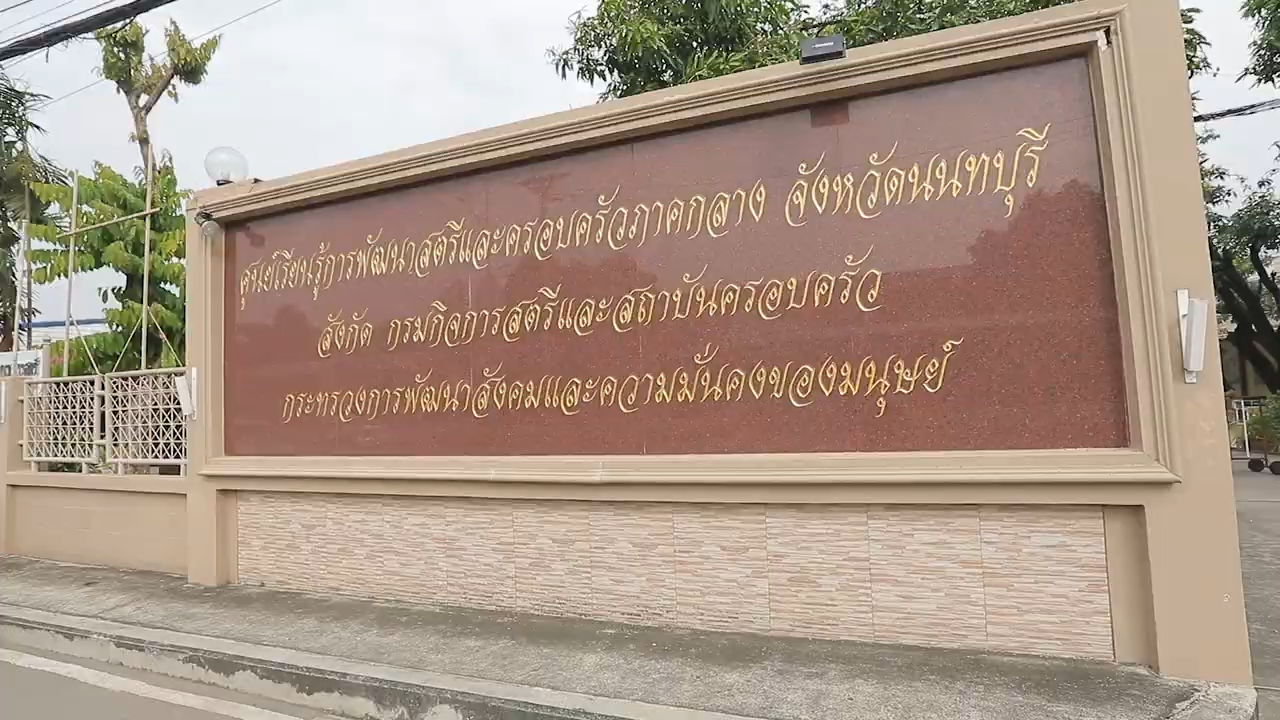 ศูนย์เรียนรู้การพัฒนาสตรีและครอบครัวภาคกลาง จังหวัดนนทบุรี
สังกัด กรมกิจการสตรีและสถาบันครอบครัว
กระทรวงการพัฒนาสังคมและความมั่นคงของมนุษย์